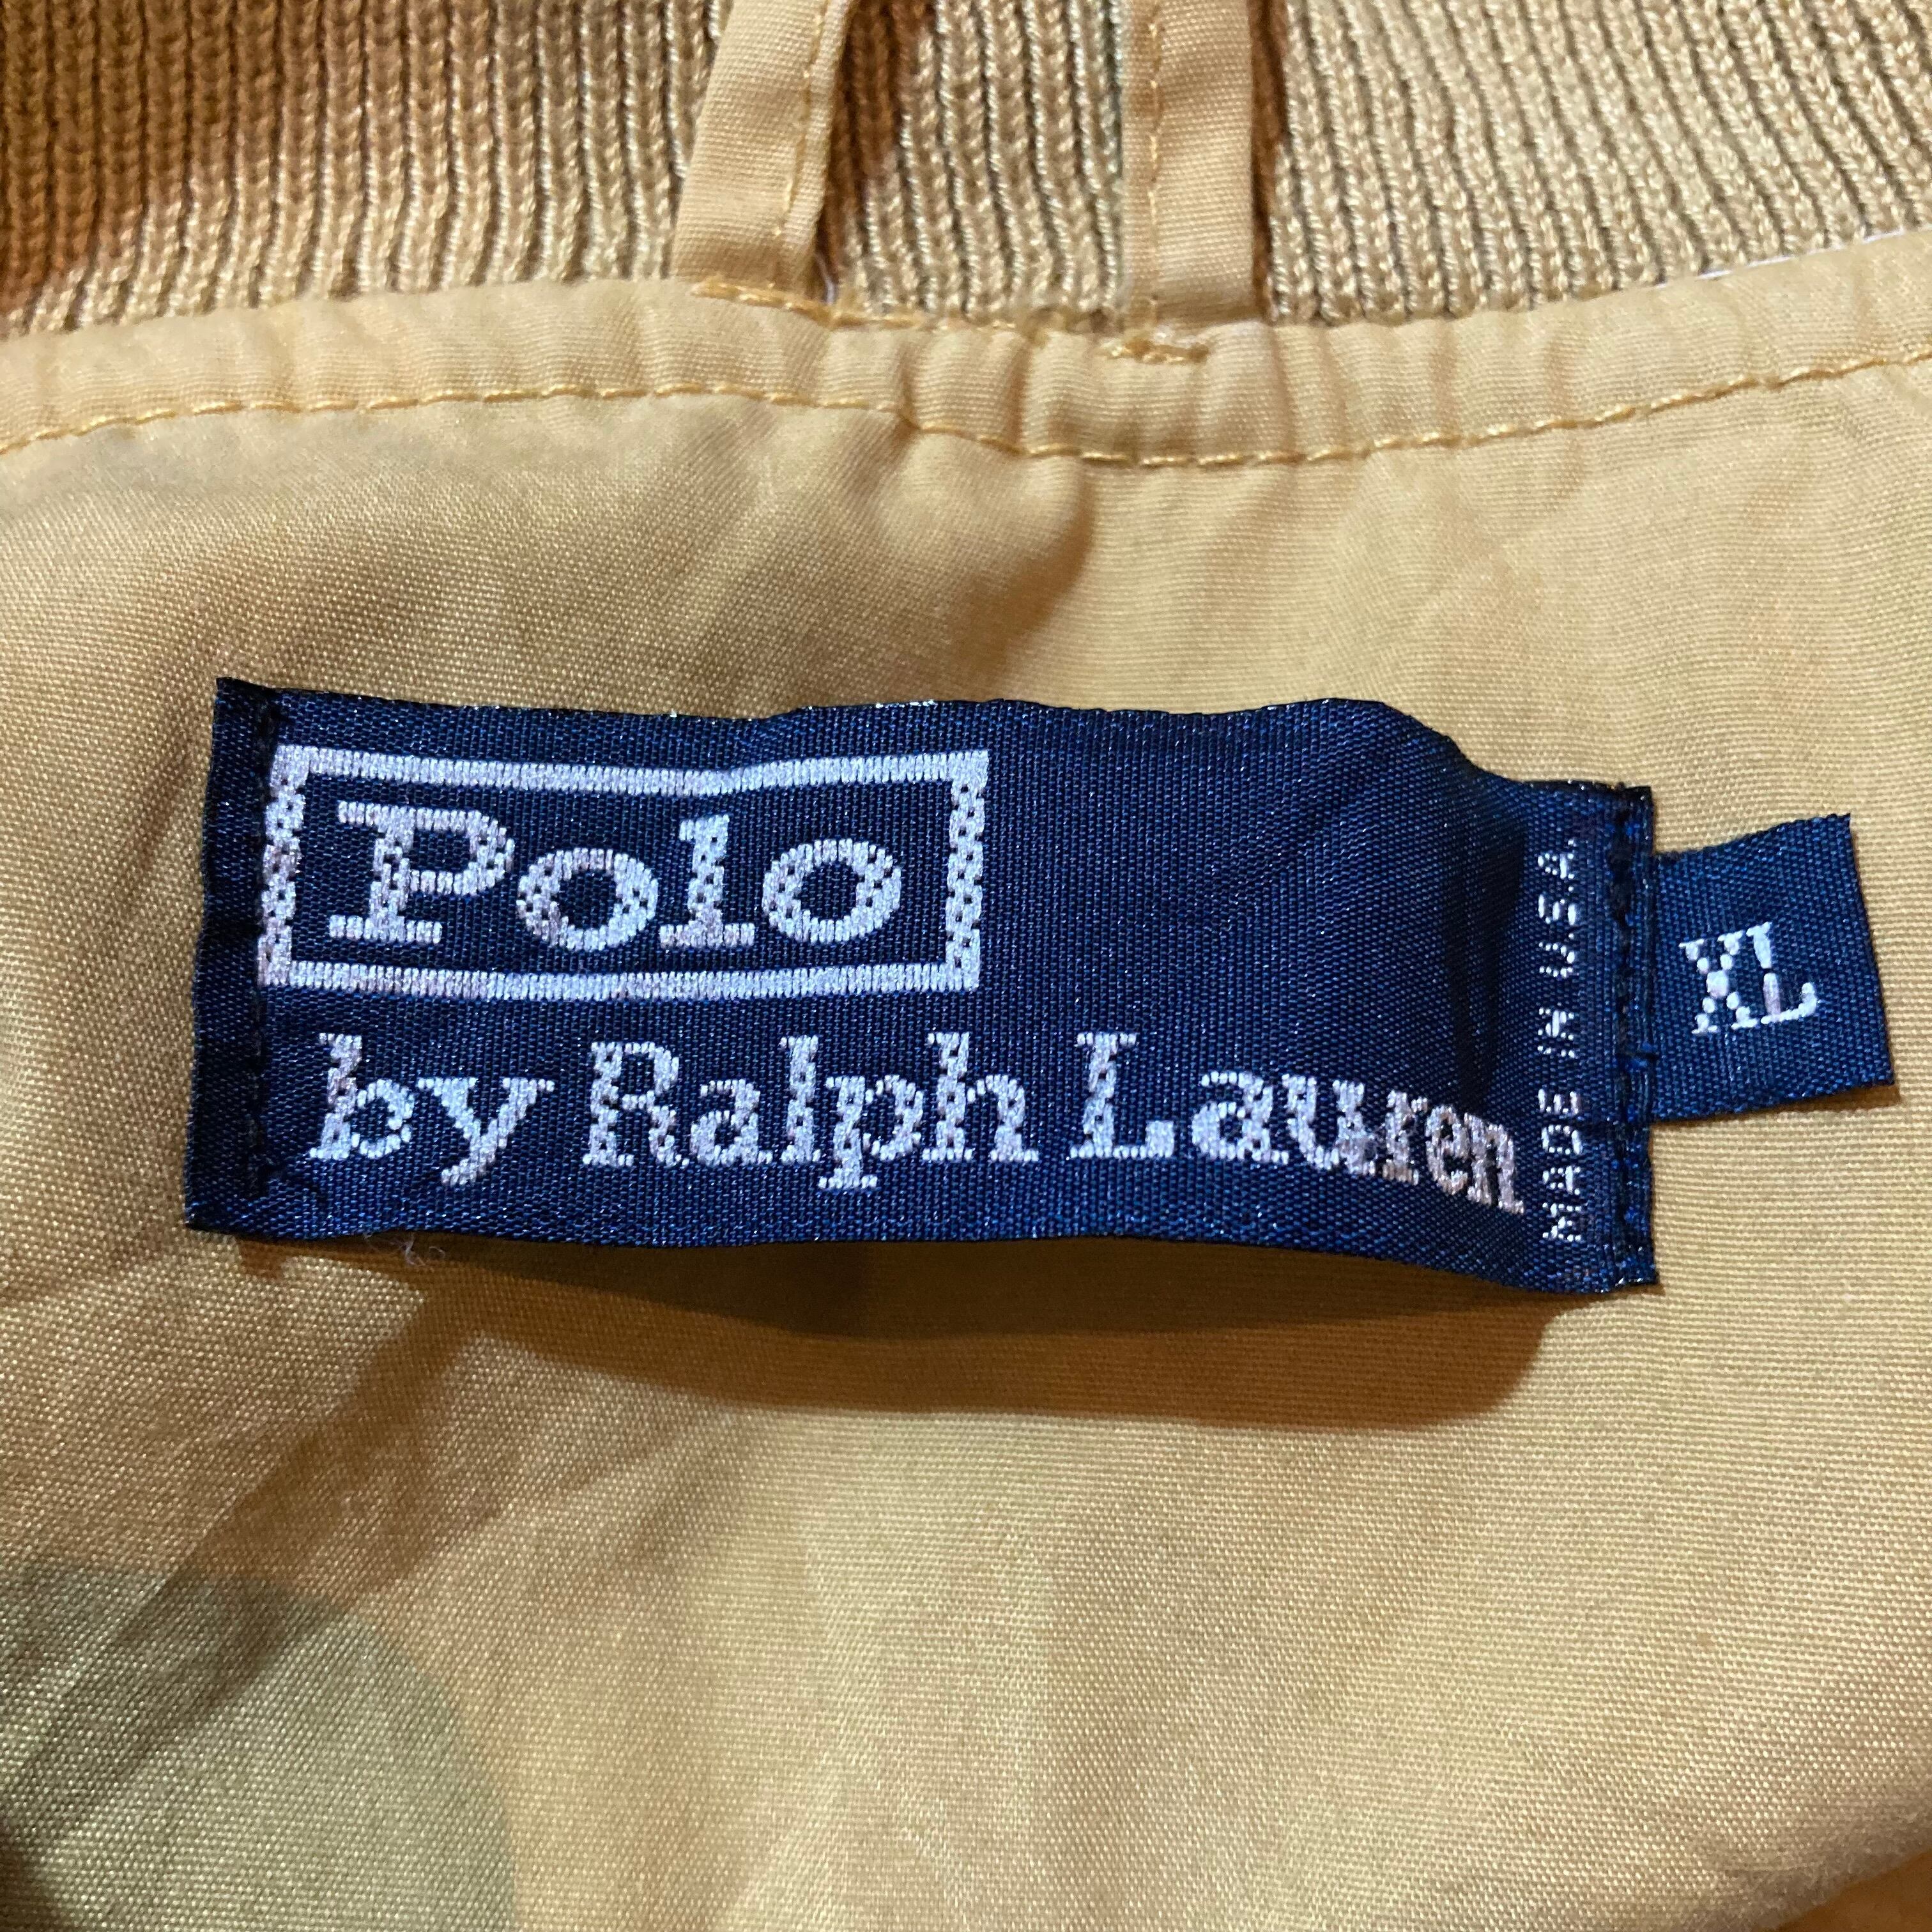 Polo
by Ralph Lauren
MADE IN U.S.A.
XL